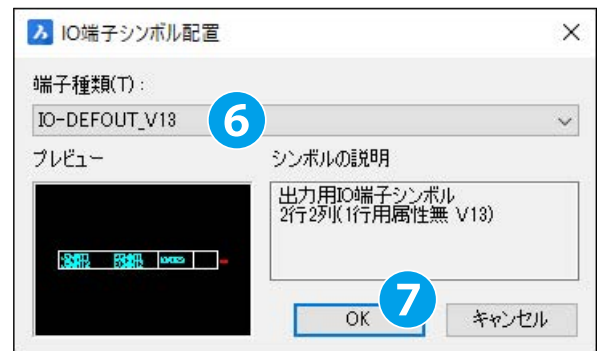 IO端子シンボル配置
端子種類(T) :
IO-DEFOUT_V13
6
プレビュー
シンボルの説明
出力用IO端子シンボル
2行2列(1行用属性無 V13)
7
OK
キャンセル